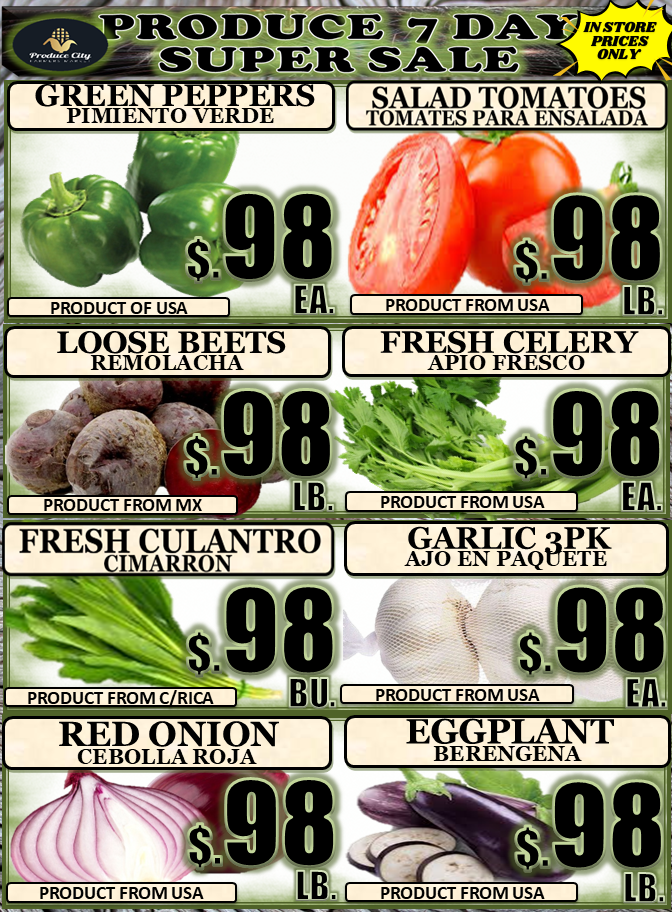 Produce City
FARMERS MARKET
PRODUCE 7 DAY
SUPER SALE
IN STORE
PRICES
ONLY
GREEN PEPPERS
PIMIENTO VERDE
$.98
EA.
PRODUCT OF USA
SALAD TOMATOES
TOMATES PARA ENSALADA
$.98
LB.
PRODUCT FROM USA
LOOSE BEETS
REMOLACHA
$.98
LB.
PRODUCT FROM MX
FRESH CELERY
APIO FRESCO
$.98
EA.
PRODUCT FROM USA
FRESH CULANTRO
CIMARRON
$.98
BU.
PRODUCT FROM C/RICA
GARLIC 3PK
AJO EN PAQUETE
$.98
EA.
PRODUCT FROM USA
RED ONION
CEBOLLA ROJA
$.98
LB.
PRODUCT FROM USA
EGGPLANT
BERENGENA
$.98
LB.
PRODUCT FROM USA